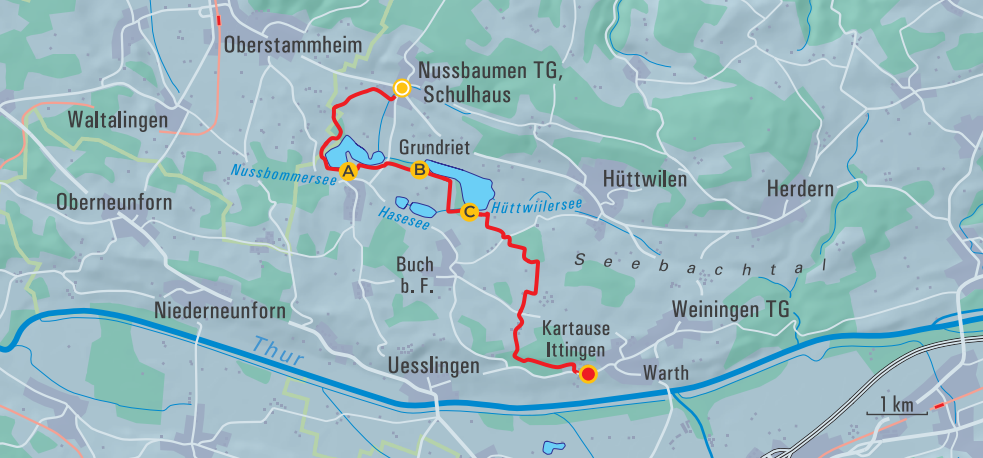 Oberstammheim
Nussbaumen TG,
Schulhaus
Waltalingen
Grundriet
Nussbommersee
A
B
Hüttwilen
Herdern
Oberneunforn
Hasesee
C
Hüttwiilersee
Buch
b. F.
Seebachtal
Niederneunforn
Weiningen TG
Kartause
Ittingen
Thur
Uesslingen
Warth
1 km